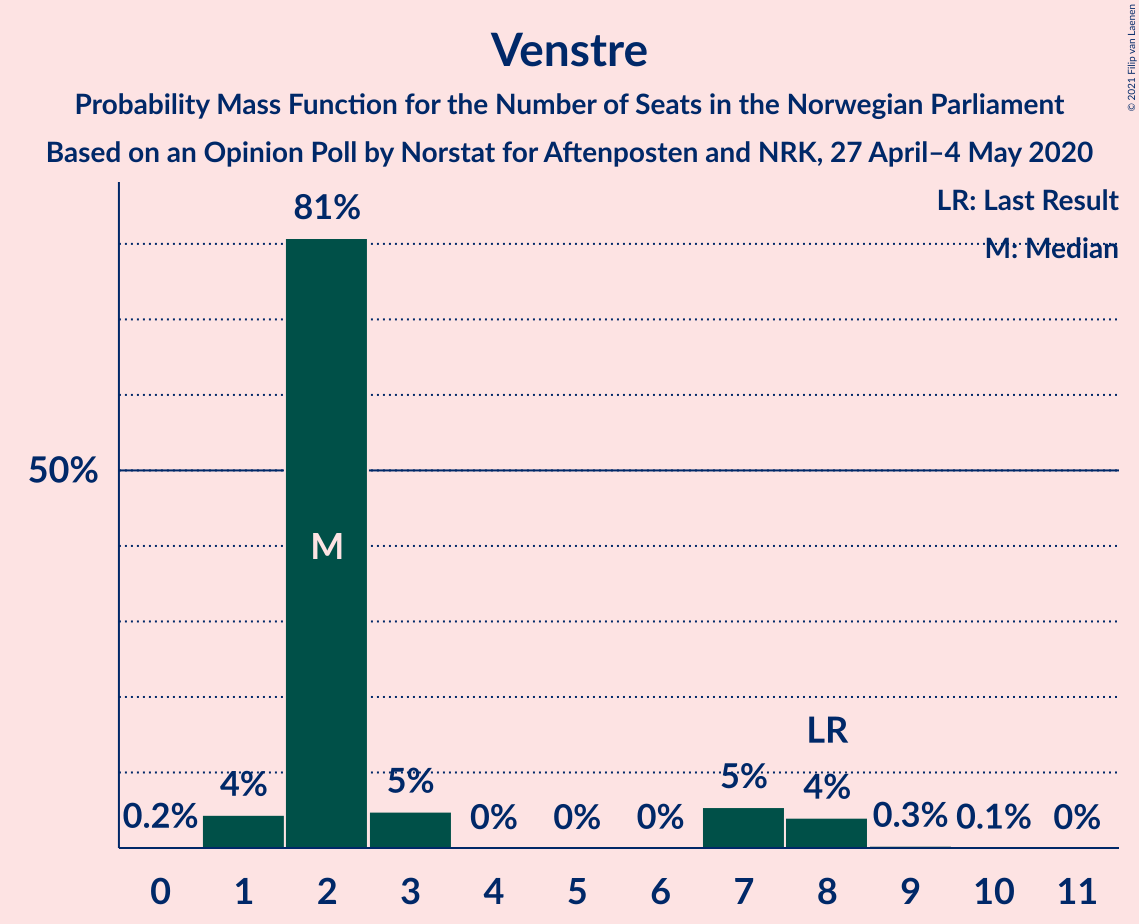 Venstre
Probability Mass Function for the Number of Seats in the Norwegian Parliament
Based on an Opinion Poll by Norstat for Aftenposten and NRK, 27 April–4 May 2020
© 2021 Filip van Laenen
LR: Last Result
M: Median
81%
50%
M
LR
0.2% 4% 5% 0% 0% 0% 5% 4% 0.3% 0.1% 0%
0 1 2 3 4 5 6 7 8 9 10 11